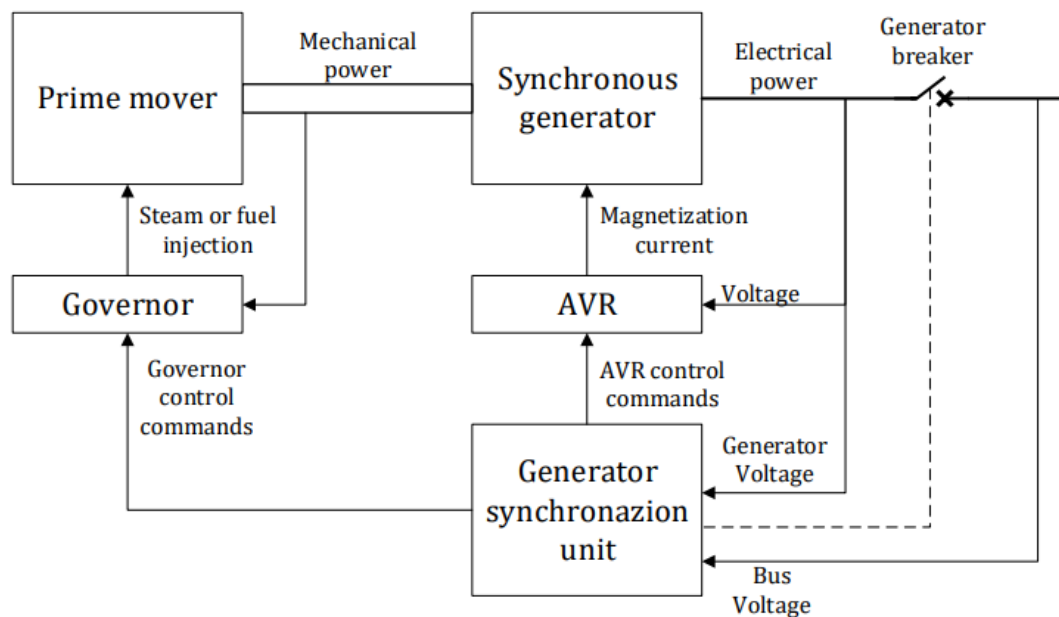 Prime mover
Mechanical
power
Synchronous
generator
Electrical
power
Generator
breaker
Steam or fuel
injection
Magnetization
current
Governor
AVR
Voltage
Governor
control
commands
AVR control
commands
Generator
synchronazion
unit
Generator
Voltage
Bus
Voltage